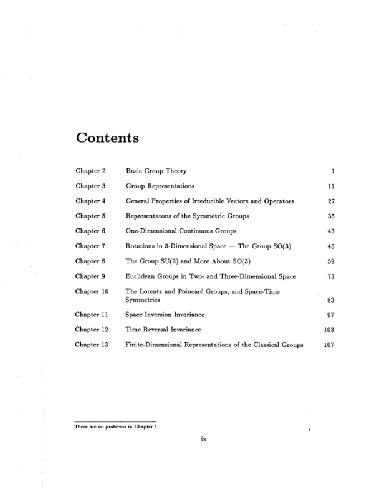 Contents
Chapter 2 Basic Group Theory 1
Chapter 3 Group Representations 11
Chapter 4 General Properties of Irreducible Vectors and Operators 27
Chapter 5 Representations of the Symmetric Groups 35
Chapter 6 One-Dimensional Continuous Groups 43
Chapter 7 Rotations in 3-Dimensional Space — The Group SO(3) 45
Chapter 8 The Group SU(2) and More About SO(3) 59
Chapter 9 Euclidean Groups in Two- and Three-Dimensional Space 73
Chapter 10 The Lorentz and Poincaré Groups, and Space-Time
Symmetries 83
Chapter 11 Space Inversion Invariance 97
Chapter 12 Time Reversal Invariance 103
Chapter 13 Finite-Dimensional Representations of the Classical Groups 107
There are no problems in Chapter 1
ix